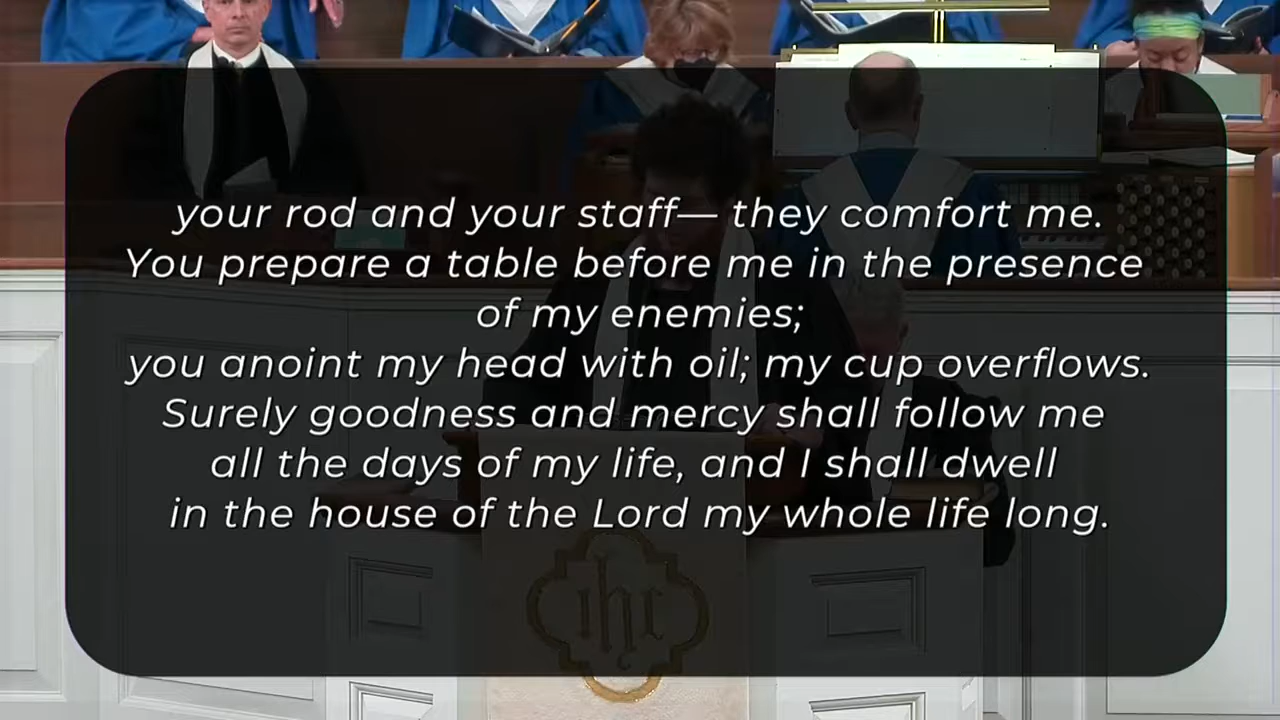 your rod and your staff— they comfort me.
You prepare a table before me in the presence
of my enemies;
you anoint my head with oil; my cup overflows.
Surely goodness and mercy shall follow me
all the days of my life, and I shall dwell
in the house of the Lord my whole life long.
ihc